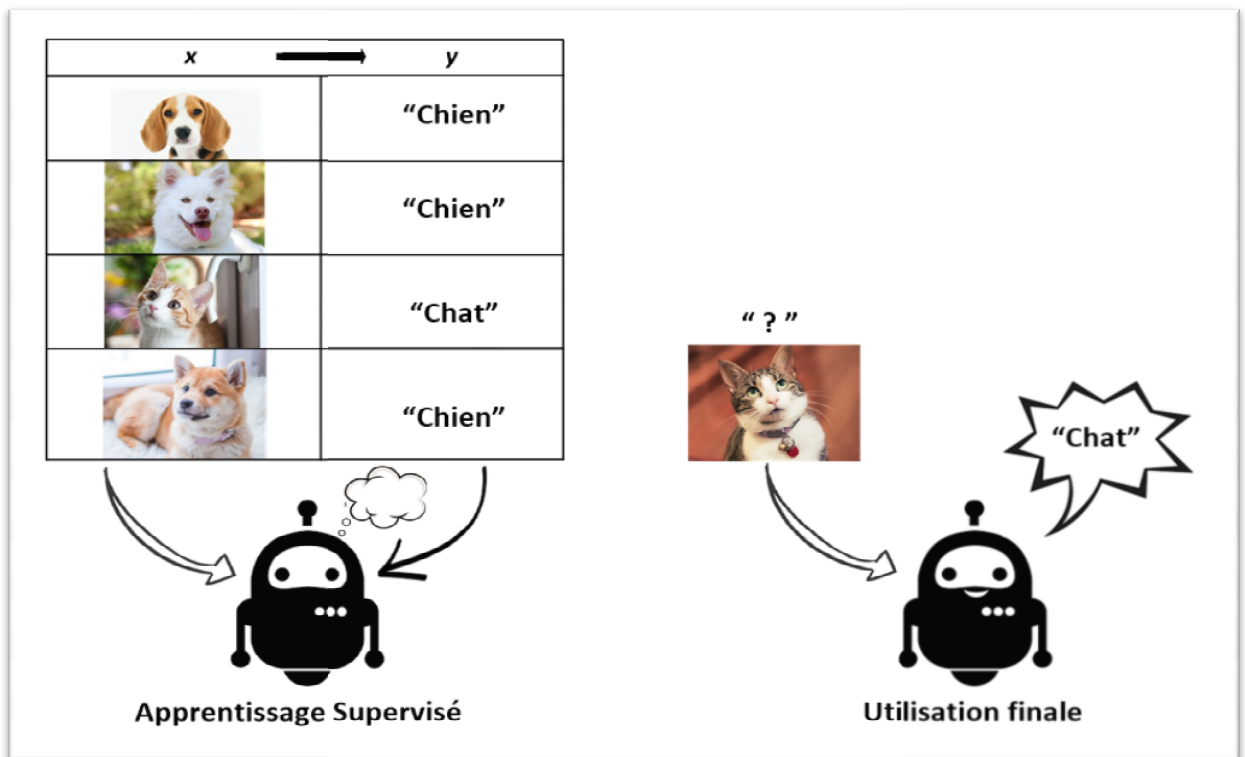 x y
“Chien”
“Chien”
“Chat”
“Chien”
“ ? ”
“Chat”
Apprentissage Supervisé
Utilisation finale